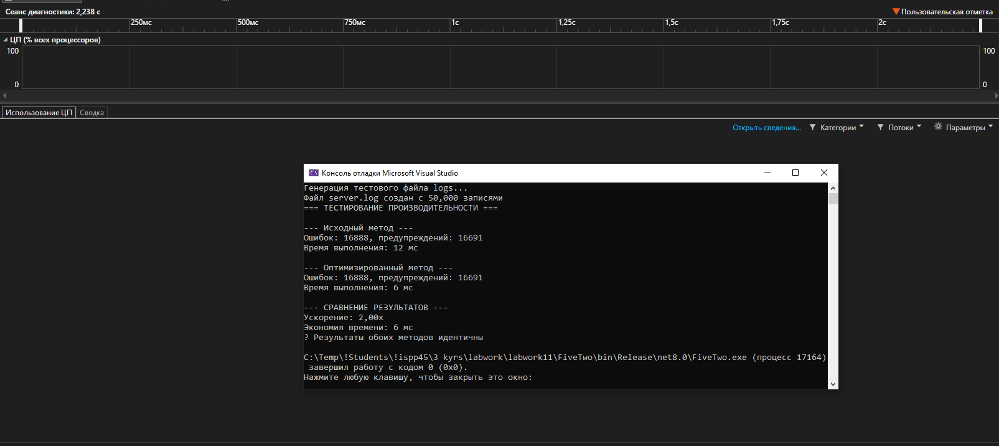 Сеанс диагностики: 2,238 с
Пользовательская отметка
250мс 500мс 750мс 1с 1,25с 1,5с 1,75с 2с
ЦП (% всех процессоров)
100 100
0 0
Использование ЦП Сводка
Открыть сведения... Категории Потоки Параметры
Консоль отладки Microsoft Visual Studio
Генерация тестового файла logs...
Файл server.log создан с 50,000 записями
=== ТЕСТИРОВАНИЕ ПРОИЗВОДИТЕЛЬНОСТИ ===
--- Исходный метод ---
Ошибок: 16888, предупреждений: 16691
Время выполнения: 12 мс
--- Оптимизированный метод ---
Ошибок: 16888, предупреждений: 16691
Время выполнения: 6 мс
--- СРАВНЕНИЕ РЕЗУЛЬТАТОВ ---
Ускорение: 2,00x
Экономия времени: 6 мс
? Результаты обоих методов идентичны
C:\Temp\!Students\!ispp45\3 kyrs\labwork\labwork11\FiveTwo\bin\Release\net8.0\FiveTwo.exe (процесс 17164)
завершил работу с кодом 0 (0x0).
Нажмите любую клавишу, чтобы закрыть это окно: